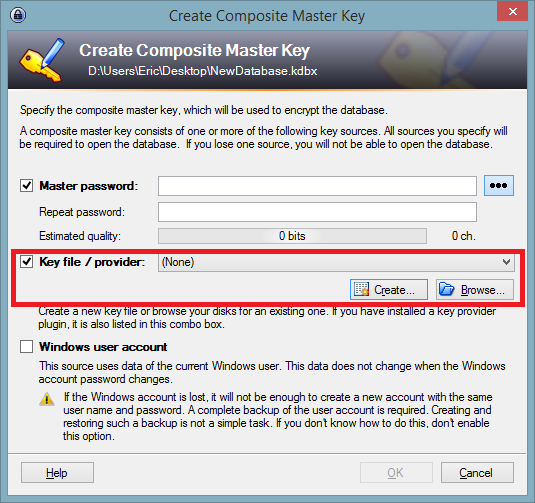 Create Composite Master Key
Create Composite Master Key
D:\Users\Eric\Desktop\NewDatabase.kdbx
Specify the composite master key, which will be used to encrypt the database.
A composite master key consists of one or more of the following key sources. All sources you specify will
be required to open the database. If you lose one source, you will not be able to open the database.
Master password:
Repeat password:
Estimated quality: 0 bits 0 ch.
Key file / provider: (None)
Create... Browse...
Create a new key file or browse your disks for an existing one. If you have installed a key provider
plugin, it is also listed in this combo box.
Windows user account
This source uses data of the current Windows user. This data does not change when the Windows
account password changes.
If the Windows account is lost, it will not be enough to create a new account with the same
user name and password. A complete backup of the user account is required. Creating and
restoring such a backup is not a simple task. If you don't know how to do this, don't enable
this option.
Help OK Cancel